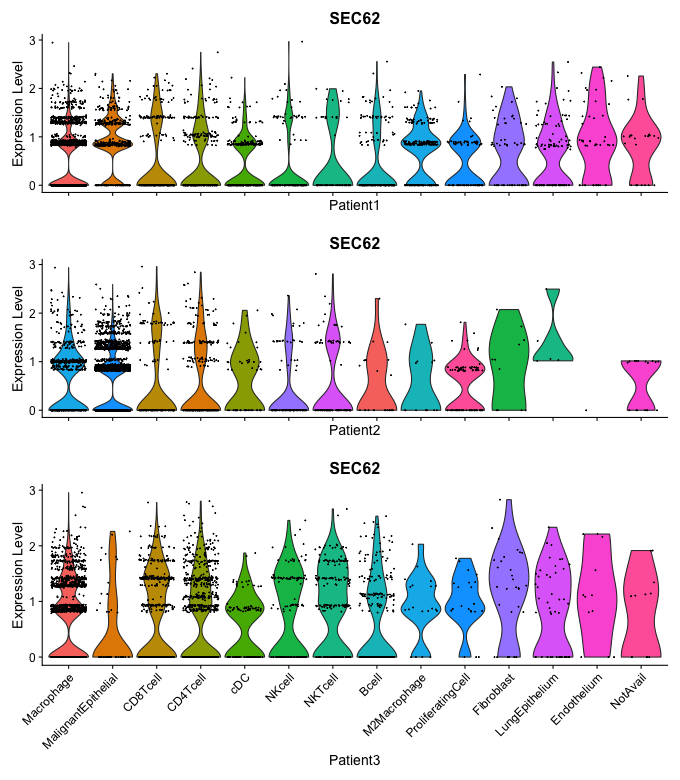 SEC62
Expression Level
3
2
1
0
Patient1
SEC62
Expression Level
3
2
1
0
Patient2
SEC62
Expression Level
3
2
1
0
Macrophage
MalignantEpithelial
CD8Tcell
CD4Tcell
cDC
NKcell
NKTcell
Bcell
M2Macrophage
ProliferatingCell
Fibroblast
LungEpithelium
Endothelium
NotAvail
Patient3